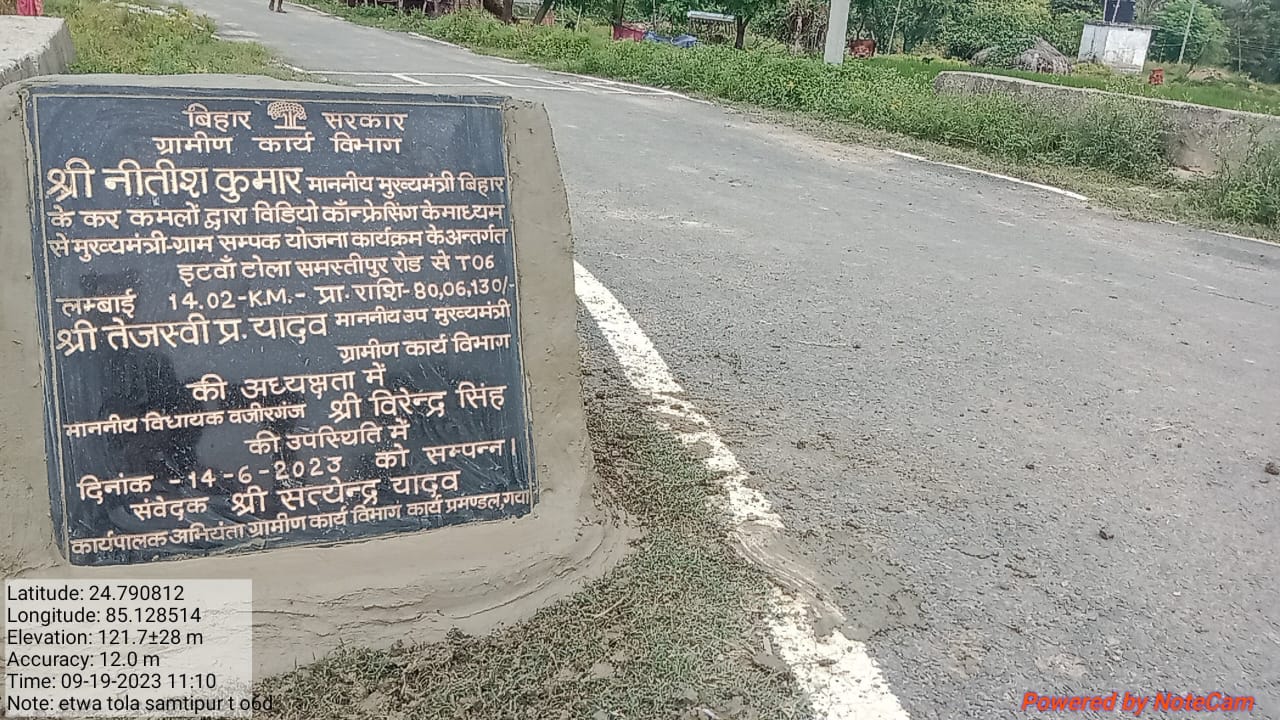 बिहार सरकार
ग्रामीण कार्य विभाग
श्री नीतीश कुमार माननीय मुख्यमंत्री बिहार
के कर कमलों द्वारा विडियो कॉन्फ्रेसिंग के माध्यम
से मुख्यमंत्री-ग्राम सम्पक योजना कार्यक्रम के अन्तर्गत
इटवाँ टोला समस्तीपुर रोड से T06
लम्बाई 14.02-K.M.- प्रा. राशि- 80,06,130/-
श्री तेजस्वी प्र. यादव माननीय उप मुख्यमंत्री
ग्रामीण कार्य विभाग
की अध्यक्षता में
माननीय विधायक वजीरगंज श्री विरेन्द्र सिंह
की उपस्थिति में
दिनांक -14-6-2023 को सम्पन्न।
संवेदक श्री सत्येन्द्र यादव
कार्यपालक अभियंता ग्रामीण कार्य विभाग कार्य प्रमण्डल, गया
Latitude: 24.790812
Longitude: 85.128514
Elevation: 121.7±28 m
Accuracy: 12.0 m
Time: 09-19-2023 11:10
Note: etwa tola samtipur t o6d
Powered by NoteCam